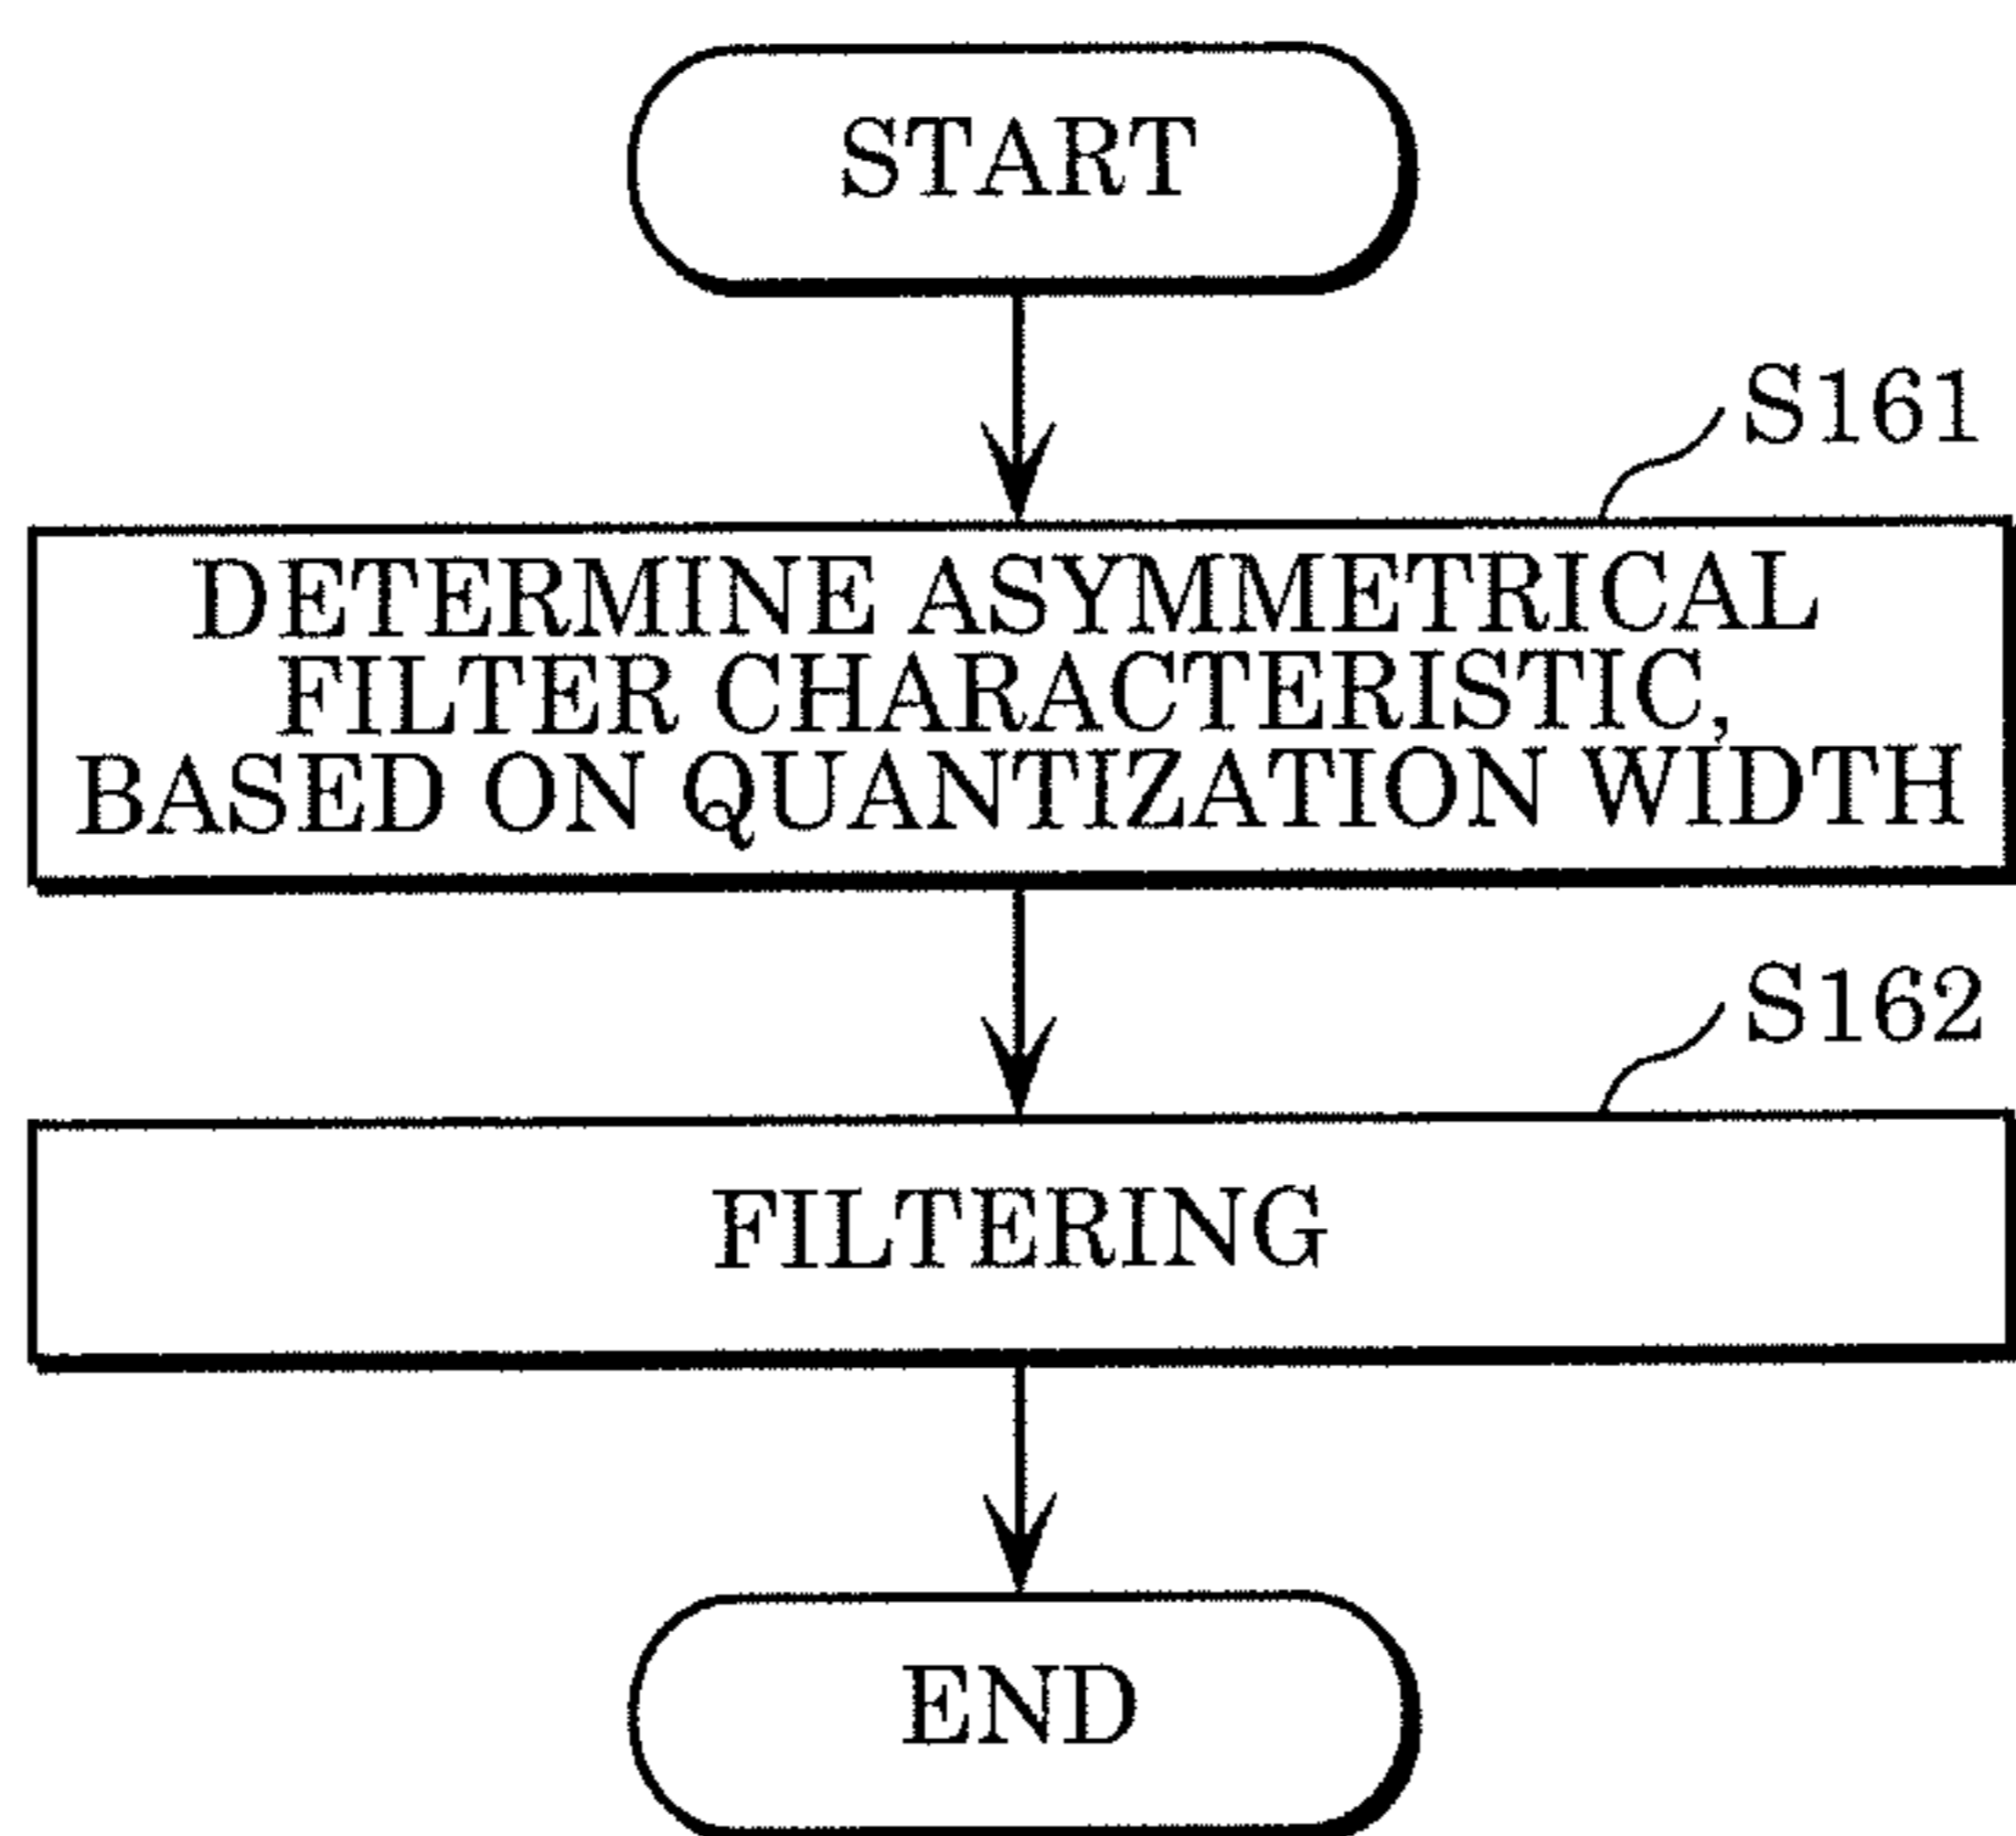 START
S161
DETERMINE ASYMMETRICAL
FILTER CHARACTERISTIC,
BASED ON QUANTIZATION WIDTH
S162
FILTERING
END